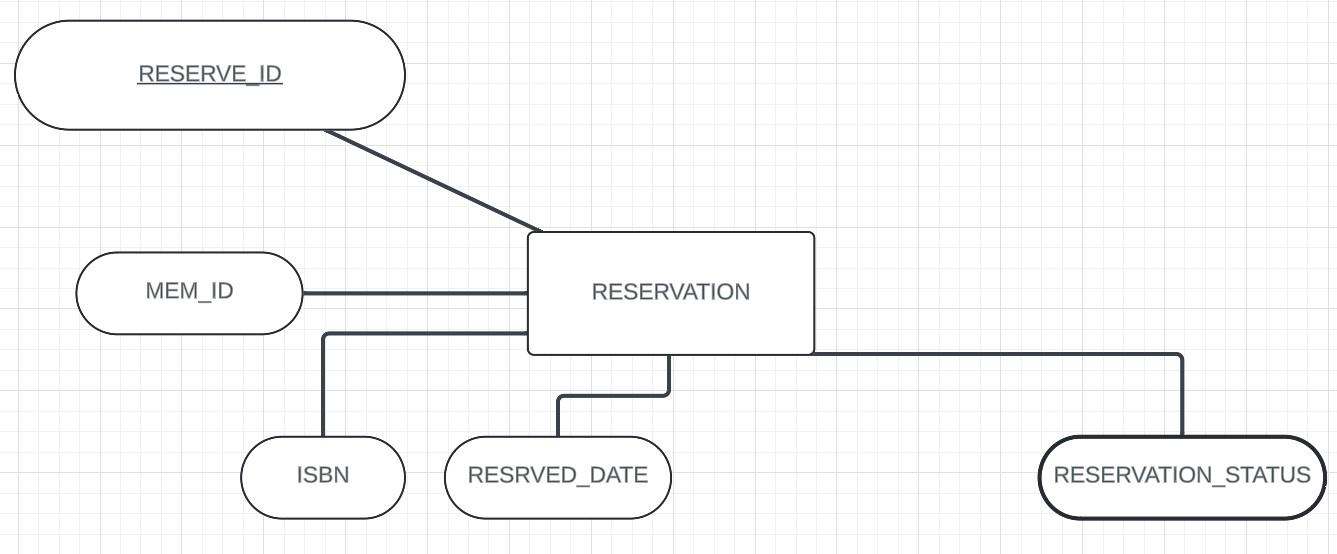 RESERVE_ID
MEM_ID
RESERVATION
ISBN
RESRVED_DATE
RESERVATION_STATUS